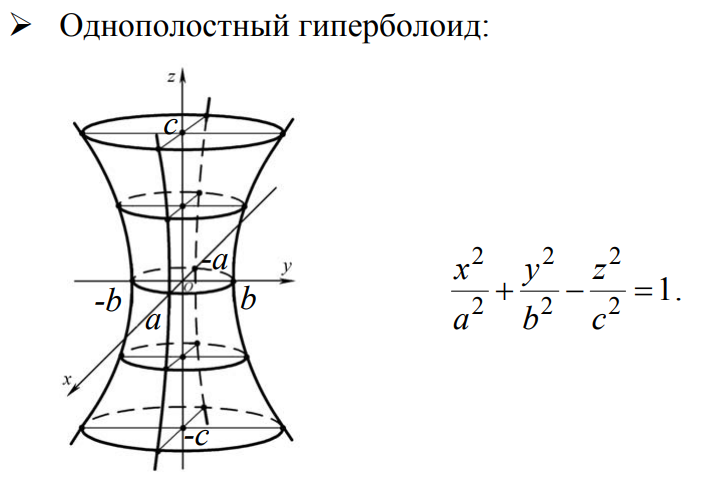 ➢ Однополостный гиперболоид:
z
c
-a
y
o
-b
b
a
x
-c
x²/a² + y²/b² − z²/c² = 1.